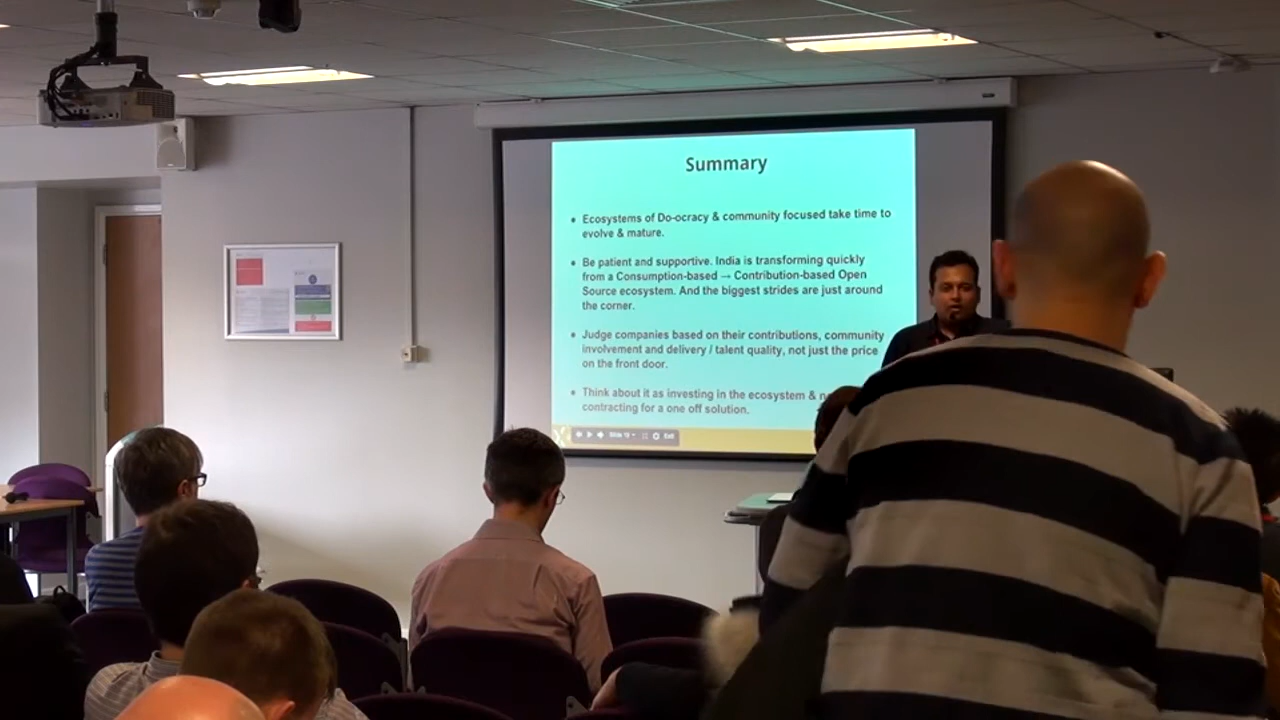 Summary
• Ecosystems of Do-ocracy & community focused take time to
evolve & mature.
• Be patient and supportive. India is transforming quickly
from a Consumption-based → Contribution-based Open
Source ecosystem. And the biggest strides are just around
the corner.
• Judge companies based on their contributions, community
involvement and delivery / talent quality, not just the price
on the front door.
• Think about it as investing in the ecosystem &
contracting for a one off solution.
Slide 19
Exit